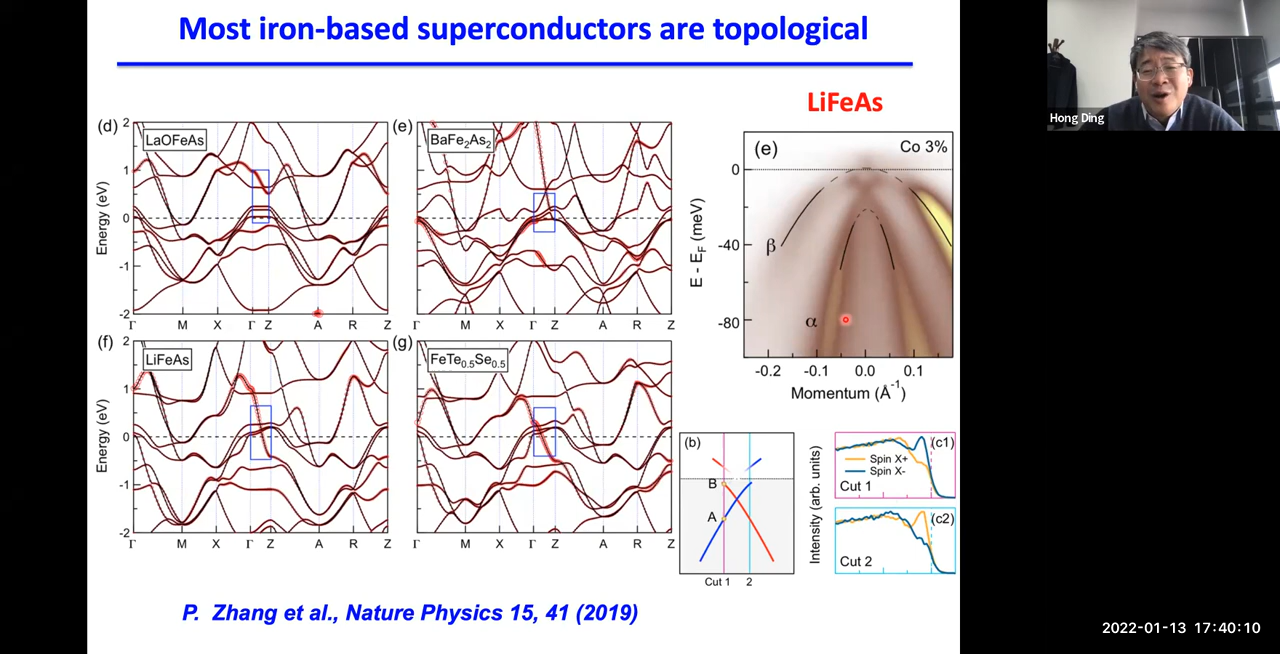 Most iron-based superconductors are topological
Hong Ding
LiFeAs
(d)
LaOFeAs
Energy (eV)
2
1
0
-1
-2
Γ M X Γ Z A R Z
(e)
BaFe2As2
Γ M X Γ Z A R Z
(f)
LiFeAs
Energy (eV)
2
1
0
-1
-2
Γ M X Γ Z A R Z
(g)
FeTe0.5Se0.5
Γ M X Γ Z A R Z
(e)
Co 3%
E - EF (meV)
0
-40
-80
β
α
-0.2 -0.1 0.0 0.1
Momentum (Å-1)
(b)
B
A
Cut 1 2
Intensity (arb. units)
(c1)
Spin X+
Spin X-
Cut 1
(c2)
Cut 2
P. Zhang et al., Nature Physics 15, 41 (2019)
2022-01-13 17:40:10